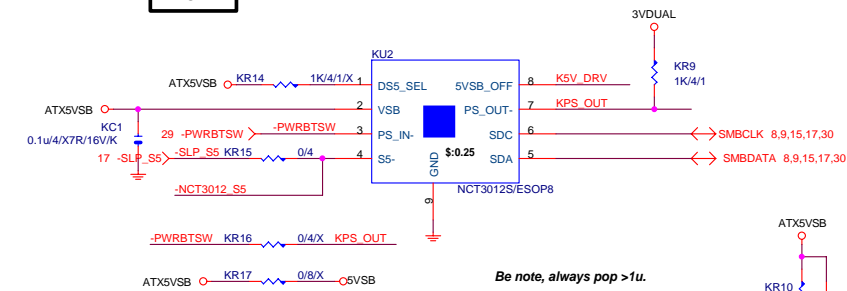 3VDUAL
KU2
ATX5VSB KR14 1K/4/1/X 1 DS5_SEL 5VSB_OFF 8 K5V_DRV
KR9
1K/4/1
ATX5VSB 2 VSB PS_OUT- 7 KPS_OUT
KC1
0.1u/4/X7R/16V/K
29 -PWRBTSW -PWRBTSW 3 PS_IN- SDC 6 SMBCLK 8,9,15,17,30
17 -SLP_S5 -SLP_S5 KR15 0/4 4 S5- GND $:0.25 SDA 5 SMBDATA 8,9,15,17,30
-NCT3012_S5
9
NCT3012S/ESOP8
-PWRBTSW KR16 0/4/X KPS_OUT
ATX5VSB
ATX5VSB KR17 0/8/X 5VSB
Be note, always pop >1u.
KR10